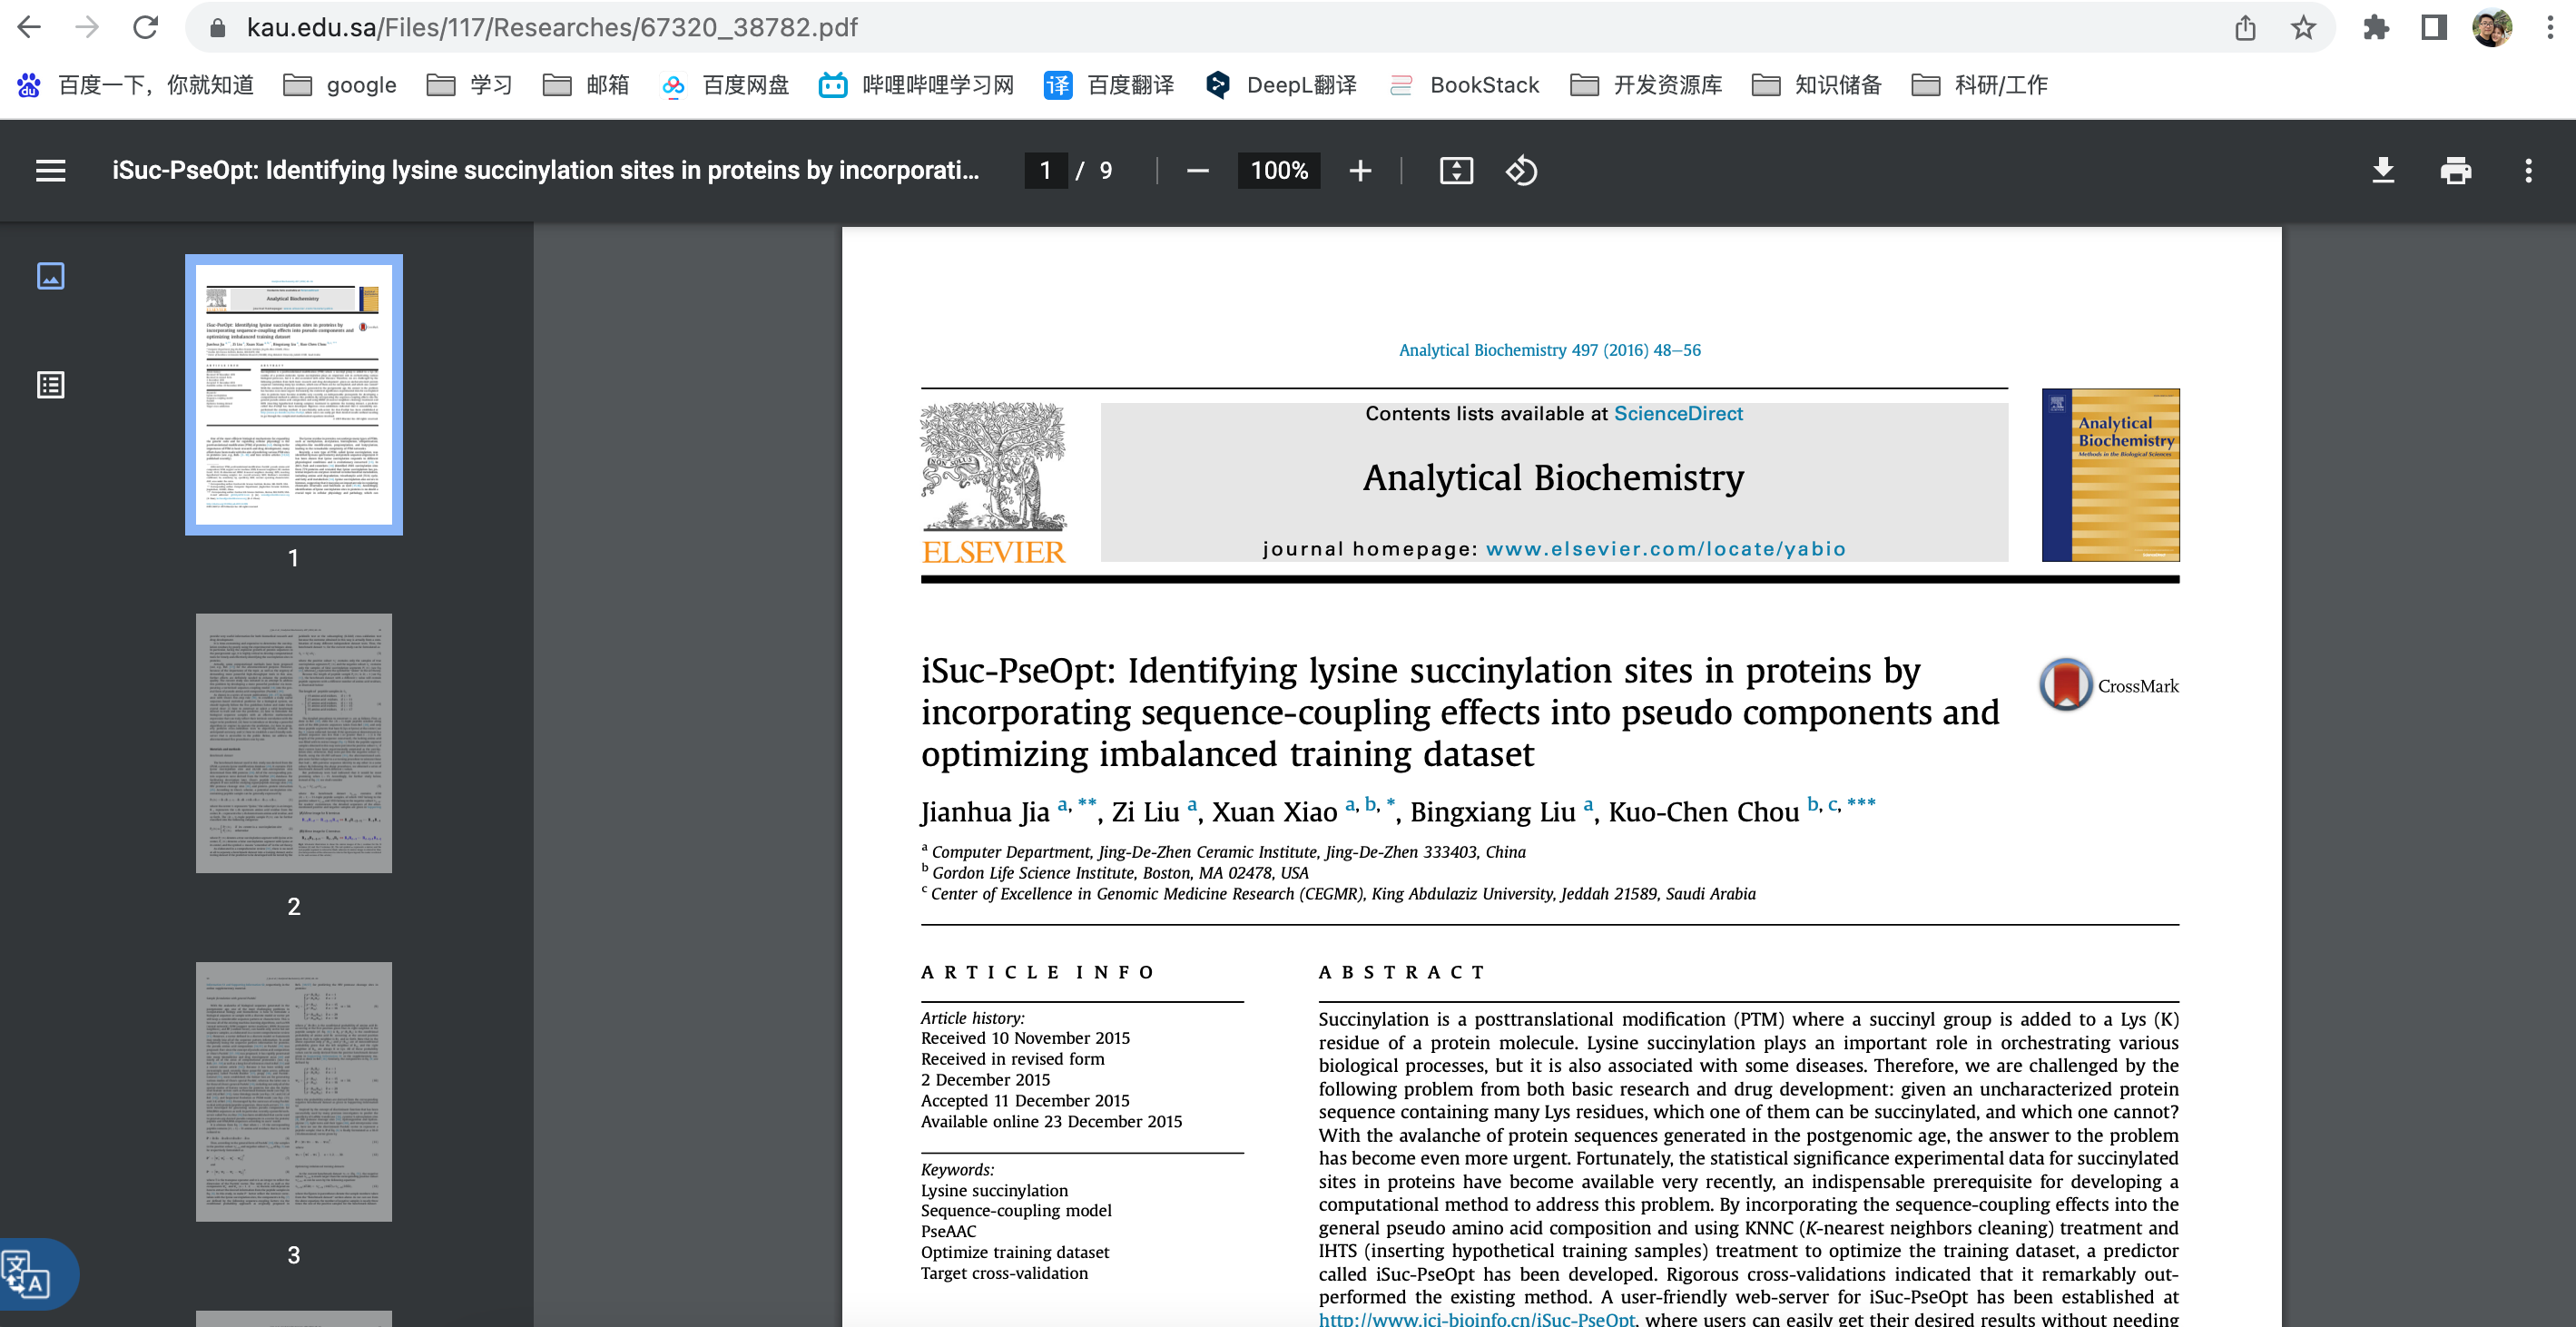 kau.edu.sa/Files/117/Researches/67320_38782.pdf
百度一下，你就知道 google 学习 邮箱 百度网盘 哔哩哔哩学习网 译 百度翻译 DeepL翻译 BookStack 开发资源库 知识储备 科研/工作
iSuc-PseOpt: Identifying lysine succinylation sites in proteins by incorporati... 1 / 9 100%
1
2
3
Analytical Biochemistry 497 (2016) 48–56
Contents lists available at ScienceDirect
Analytical Biochemistry
journal homepage: www.elsevier.com/locate/yabio
ELSEVIER
Analytical
Biochemistry
Methods in the Biological Sciences
iSuc-PseOpt: Identifying lysine succinylation sites in proteins by
incorporating sequence-coupling effects into pseudo components and
optimizing imbalanced training dataset
CrossMark
Jianhua Jia a, **, Zi Liu a, Xuan Xiao a, b, *, Bingxiang Liu a, Kuo-Chen Chou b, c, ***
a Computer Department, Jing-De-Zhen Ceramic Institute, Jing-De-Zhen 333403, China
b Gordon Life Science Institute, Boston, MA 02478, USA
c Center of Excellence in Genomic Medicine Research (CEGMR), King Abdulaziz University, Jeddah 21589, Saudi Arabia
ARTICLE INFO
Article history:
Received 10 November 2015
Received in revised form
2 December 2015
Accepted 11 December 2015
Available online 23 December 2015
Keywords:
Lysine succinylation
Sequence-coupling model
PseAAC
Optimize training dataset
Target cross-validation
ABSTRACT
Succinylation is a posttranslational modification (PTM) where a succinyl group is added to a Lys (K)
residue of a protein molecule. Lysine succinylation plays an important role in orchestrating various
biological processes, but it is also associated with some diseases. Therefore, we are challenged by the
following problem from both basic research and drug development: given an uncharacterized protein
sequence containing many Lys residues, which one of them can be succinylated, and which one cannot?
With the avalanche of protein sequences generated in the postgenomic age, the answer to the problem
has become even more urgent. Fortunately, the statistical significance experimental data for succinylated
sites in proteins have become available very recently, an indispensable prerequisite for developing a
computational method to address this problem. By incorporating the sequence-coupling effects into the
general pseudo amino acid composition and using KNNC (K-nearest neighbors cleaning) treatment and
IHTS (inserting hypothetical training samples) treatment to optimize the training dataset, a predictor
called iSuc-PseOpt has been developed. Rigorous cross-validations indicated that it remarkably out-
performed the existing method. A user-friendly web-server for iSuc-PseOpt has been established at
http://www.jci-bioinfo.cn/iSuc-PseOpt, where users can easily get their desired results without needing